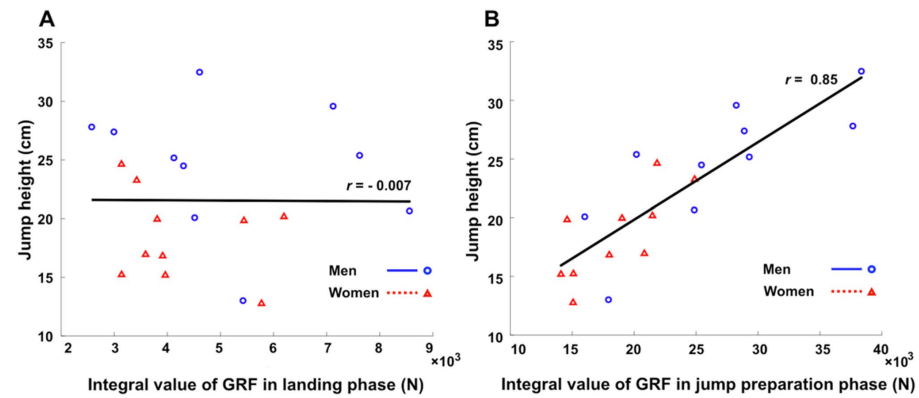 A
35
30
25
20
15
10
Jump height (cm)
r = - 0.007
Men
Women
2 3 4 5 6 7 8 9
×10³
Integral value of GRF in landing phase (N)
B
35
30
25
20
15
10
Jump height (cm)
r = 0.85
Men
Women
10 15 20 30 35 40
×10³
Integral value of GRF in jump preparation phase (N)